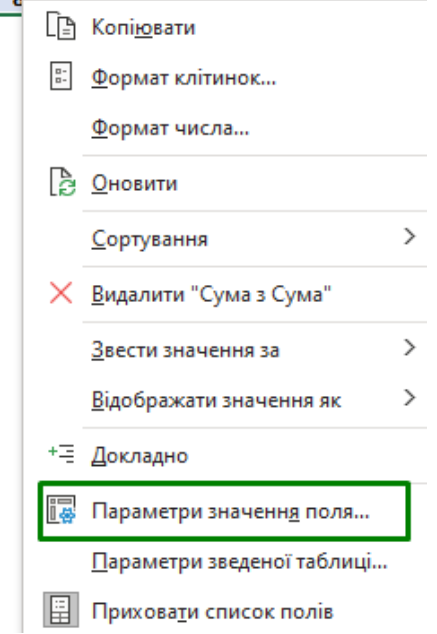 Копіювати
Формат клітинок...
Формат числа...
Оновити
Сортування
Видалити "Сума з Сума"
Звести значення за
Відображати значення як
Докладно
Параметри значення поля...
Параметри зведеної таблиці...
Приховати список полів